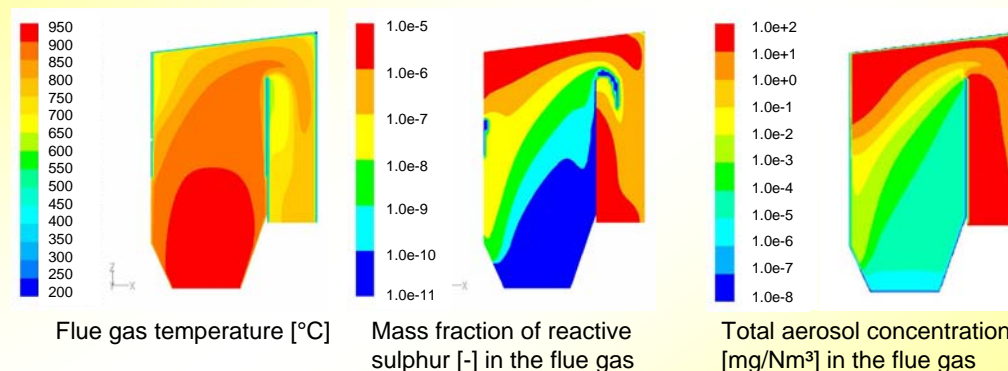 950
900
850
800
750
700
650
600
550
500
450
400
350
300
250
200
Z
X
Flue gas temperature [°C]
1.0e-5
1.0e-6
1.0e-7
1.0e-8
1.0e-9
1.0e-10
1.0e-11
X
Mass fraction of reactive
sulphur [-] in the flue gas
1.0e+2
1.0e+1
1.0e+0
1.0e-1
1.0e-2
1.0e-3
1.0e-4
1.0e-5
1.0e-6
1.0e-7
1.0e-8
Total aerosol concentration
[mg/Nm³] in the flue gas